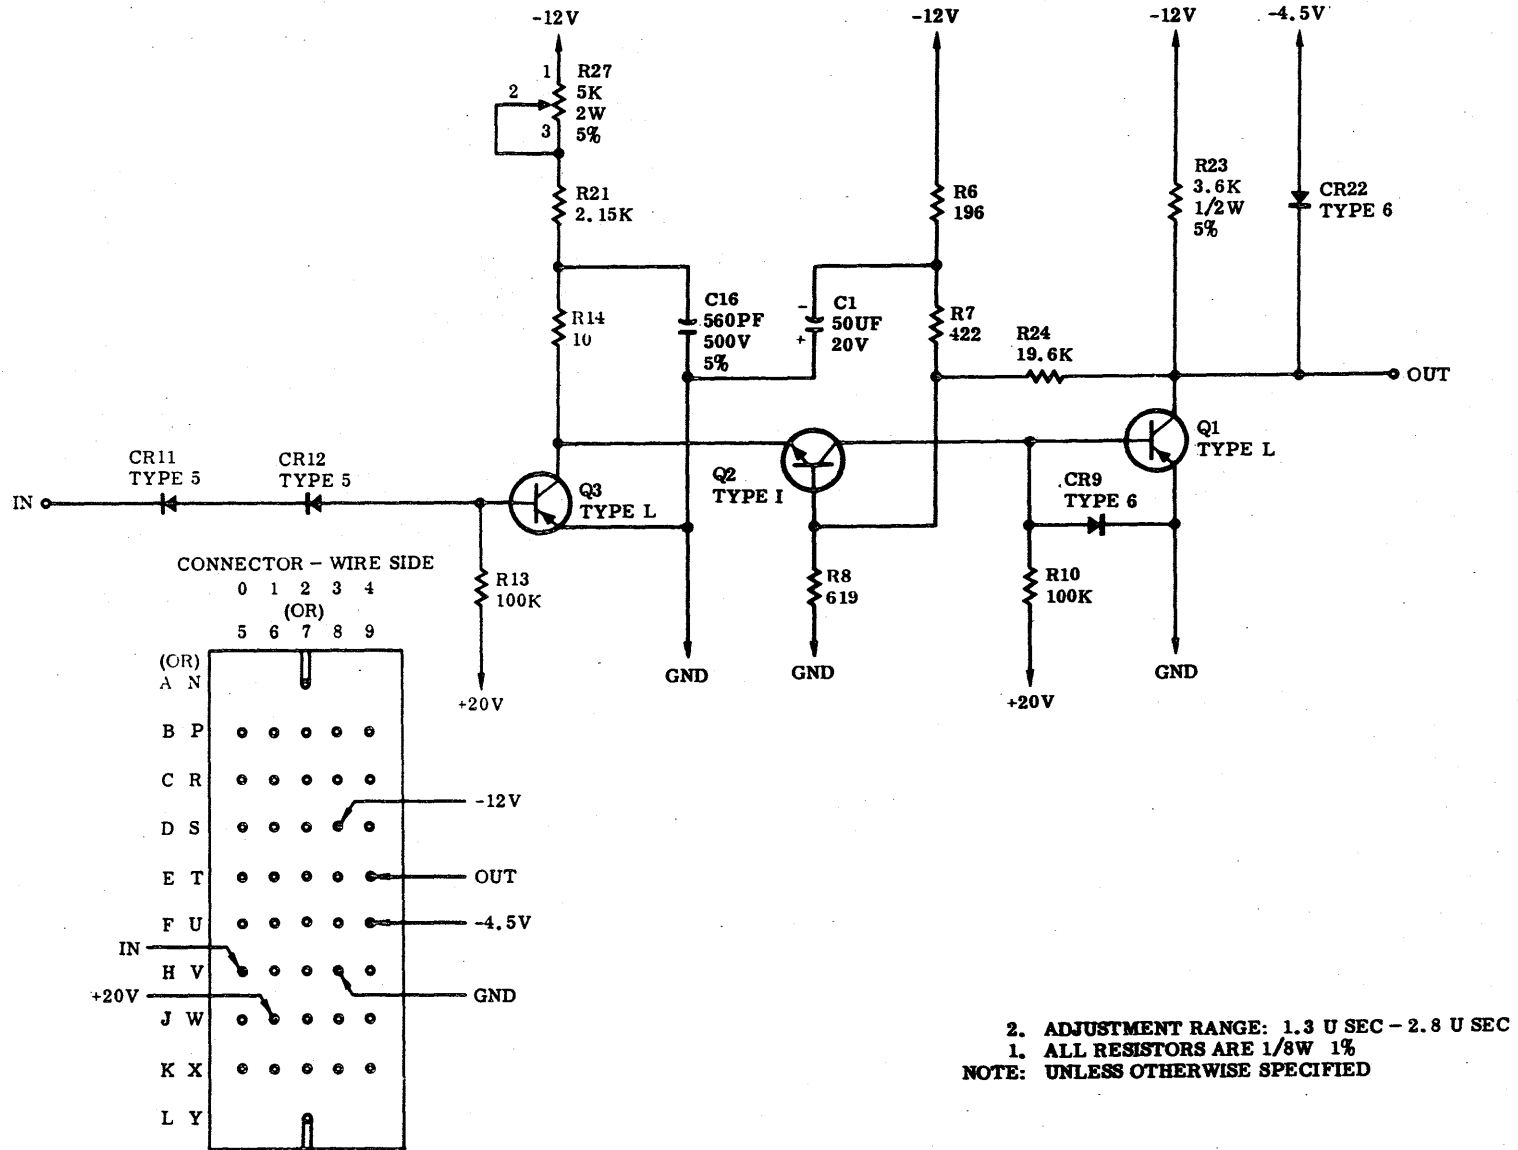 -12V
-12V
-12V
-4.5V
1
R27
5K
2W
5%
2
3
R21
2.15K
R6
196
R23
3.6K
1/2W
5%
CR22
TYPE 6
R14
10
C16
560PF
500V
5%
-
+
C1
50UF
20V
R7
422
R24
19.6K
OUT
CR11
TYPE 5
CR12
TYPE 5
IN
Q3
TYPE L
Q2
TYPE I
Q1
TYPE L
CR9
TYPE 6
R13
100K
R8
619
R10
100K
+20V
GND
GND
+20V
GND
CONNECTOR - WIRE SIDE
0 1 2 3 4
(OR)
5 6 7 8 9
(OR)
A N
B P
C R
D S
-12V
E T
OUT
F U
-4.5V
IN
H V
+20V
GND
J W
K X
L Y
2. ADJUSTMENT RANGE: 1.3 U SEC - 2.8 U SEC
1. ALL RESISTORS ARE 1/8W 1%
NOTE: UNLESS OTHERWISE SPECIFIED